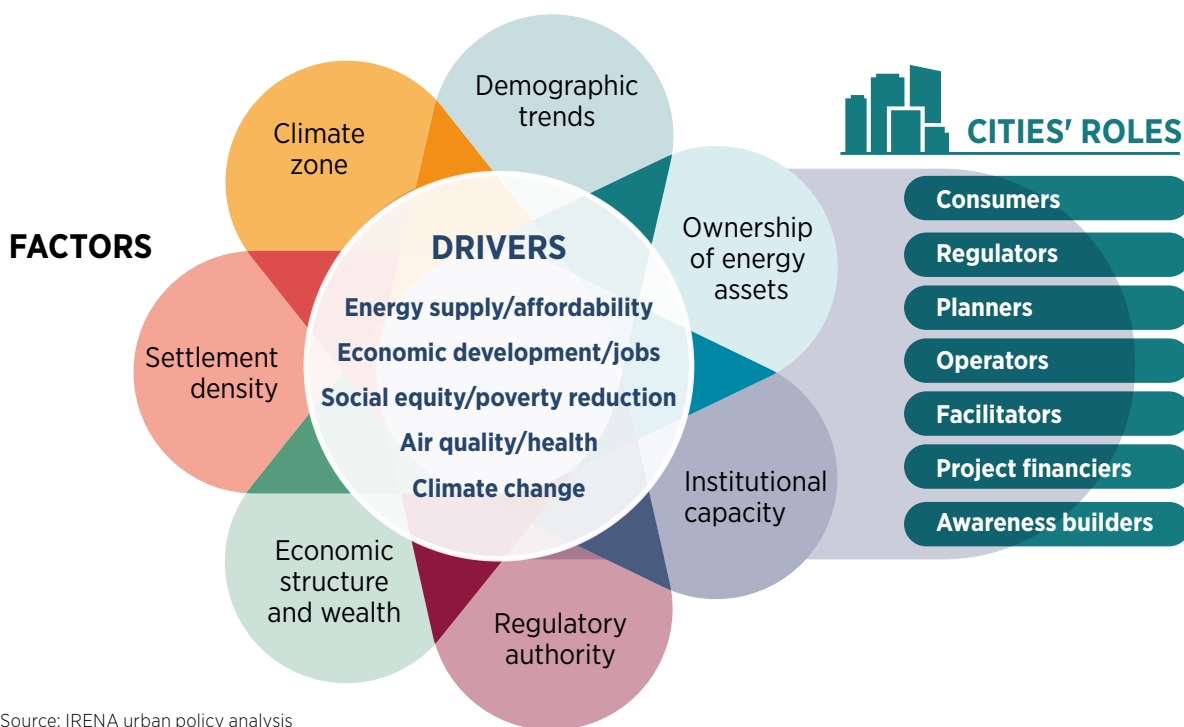 FACTORS
Climate
zone
Demographic
trends
Ownership
of energy
assets
Institutional
capacity
Regulatory
authority
Economic
structure
and wealth
Settlement
density
DRIVERS
Energy supply/affordability
Economic development/jobs
Social equity/poverty reduction
Air quality/health
Climate change
CITIES' ROLES
Consumers
Regulators
Planners
Operators
Facilitators
Project financiers
Awareness builders
Source: IRENA urban policy analysis